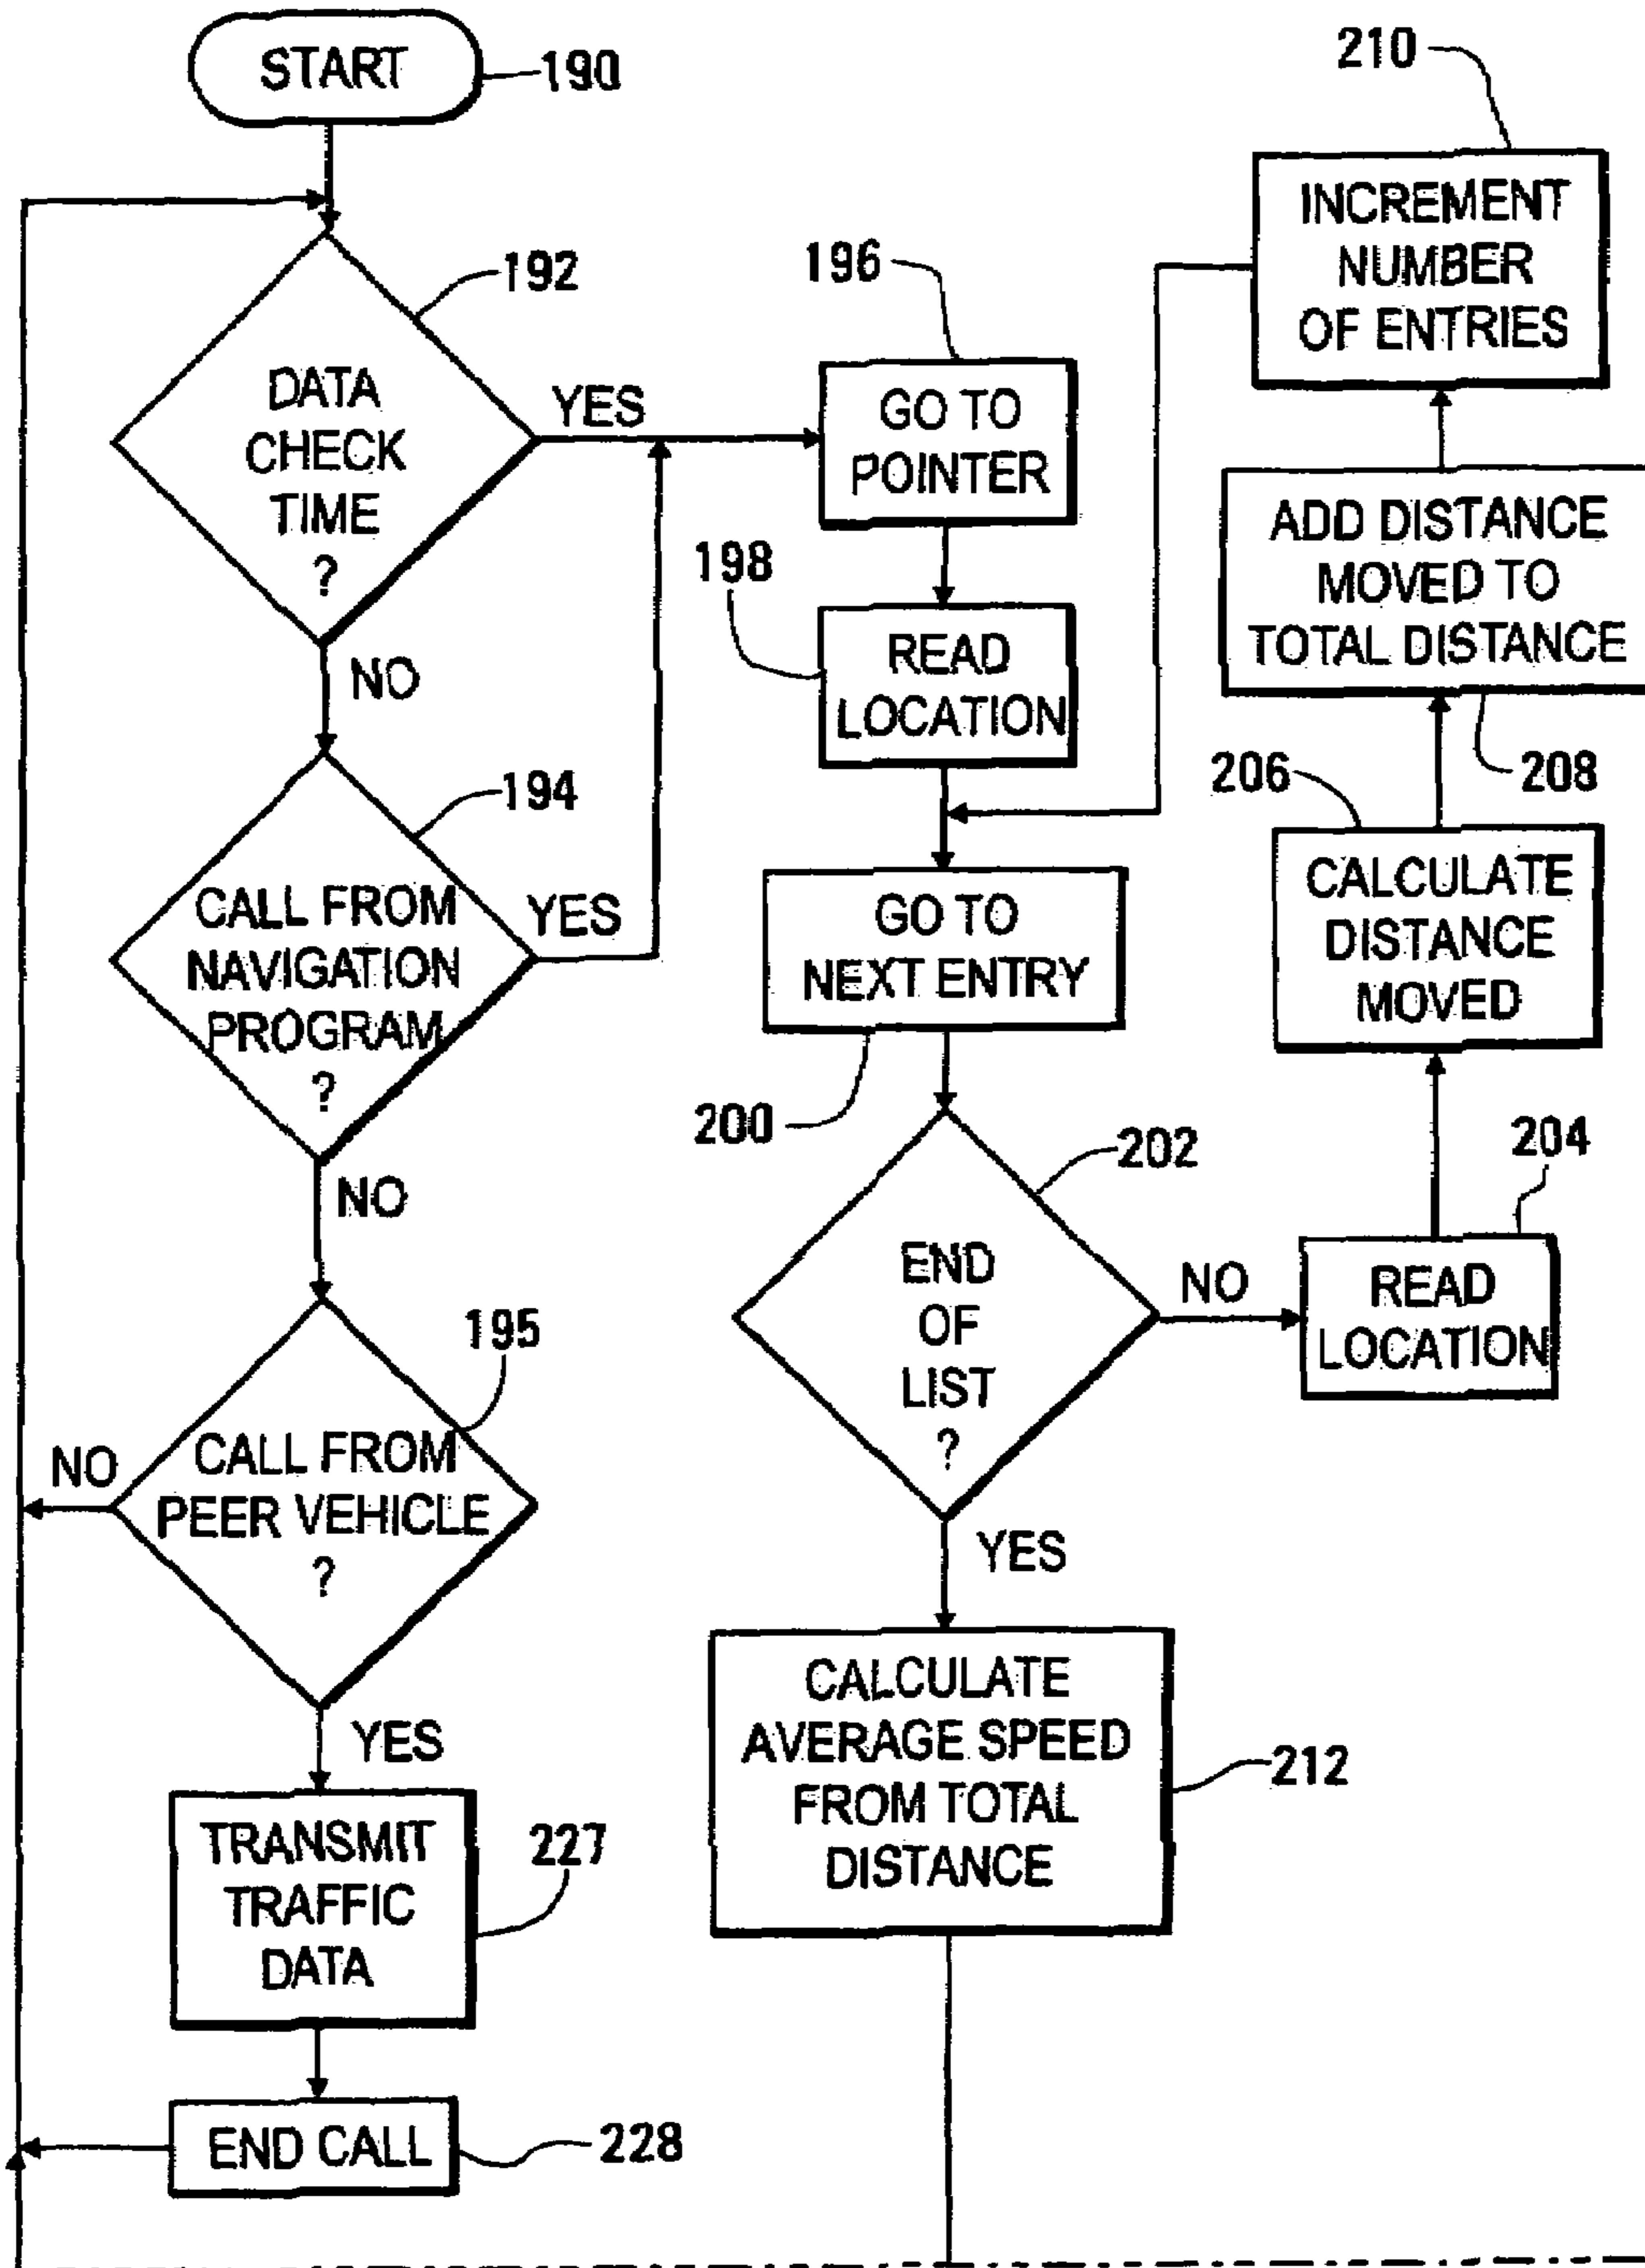 START
190
192
DATA
CHECK
TIME
?
YES
NO
194
CALL FROM
NAVIGATION
PROGRAM
?
YES
NO
195
CALL FROM
PEER VEHICLE
?
NO
YES
TRANSMIT
TRAFFIC
DATA
227
END CALL
228
196
GO TO
POINTER
198
READ
LOCATION
GO TO
NEXT ENTRY
200
202
END
OF
LIST
?
NO
YES
204
READ
LOCATION
206
CALCULATE
DISTANCE
MOVED
208
ADD DISTANCE
MOVED TO
TOTAL DISTANCE
210
INCREMENT
NUMBER
OF ENTRIES
CALCULATE
AVERAGE SPEED
FROM TOTAL
DISTANCE
212